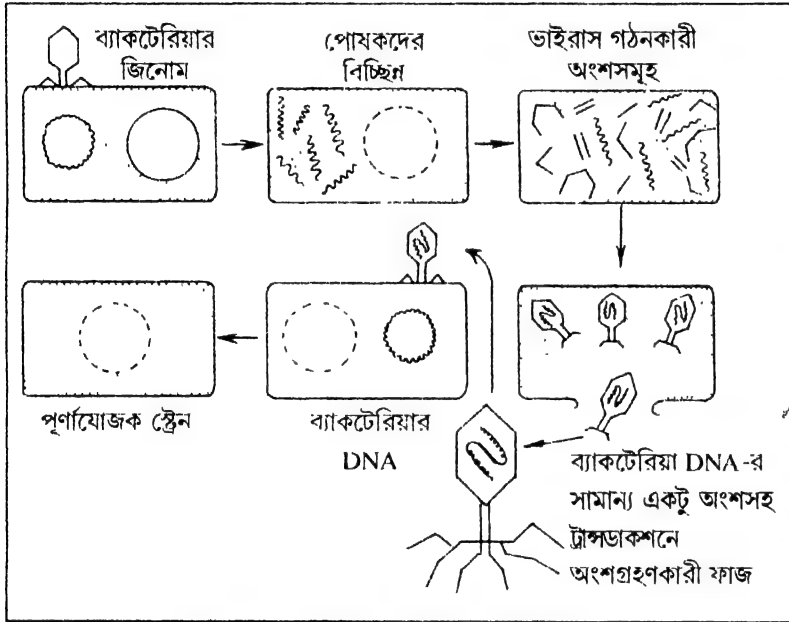 ব্যাকটেরিয়ার
জিনোম
পোষকদের
বিচ্ছিন্ন
ভাইরাস গঠনকারী
অংশসমূহ
পূর্ণাযোজক স্ট্রেন
ব্যাকটেরিয়ার
DNA
ব্যাকটেরিয়া DNA-র
সামান্য একটু অংশসহ
ট্রান্সডাকশনে
অংশগ্রহণকারী ফাজ